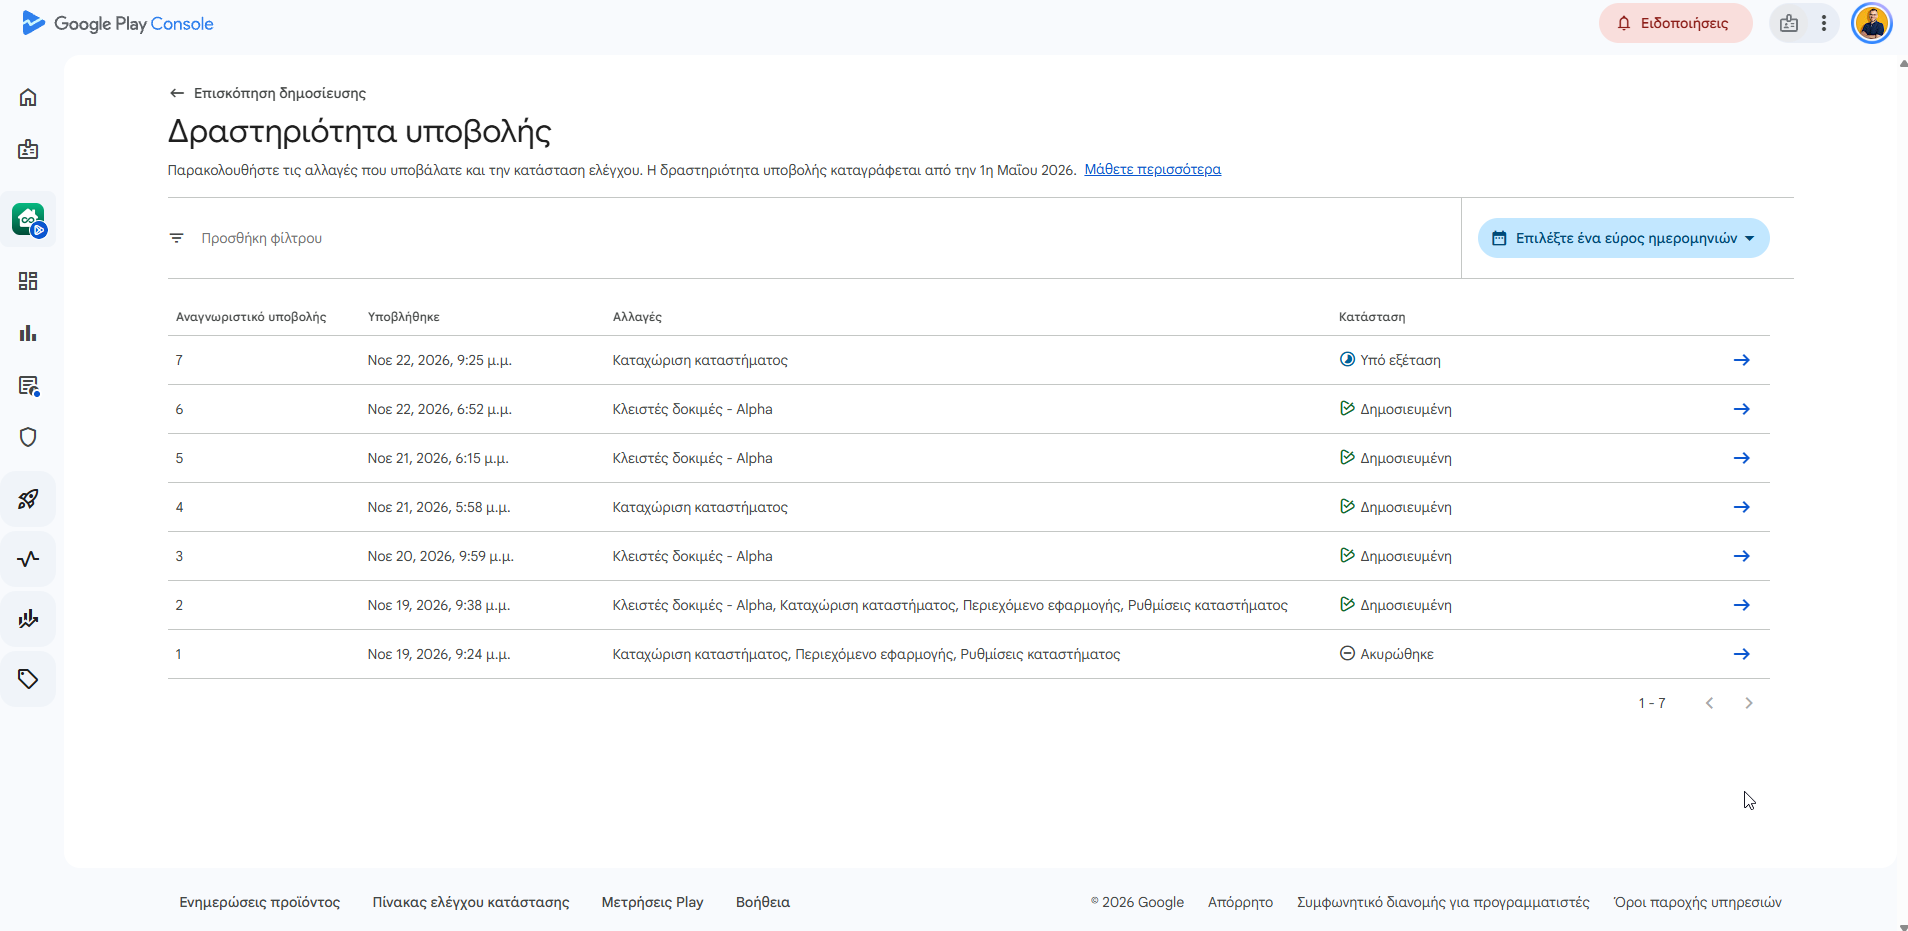 Google Play Console
Ειδοποιήσεις
Επισκόπηση δημοσίευσης
Δραστηριότητα υποβολής
Παρακολουθήστε τις αλλαγές που υποβάλατε και την κατάσταση ελέγχου. Η δραστηριότητα υποβολής καταγράφεται από την 1η Μαΐου 2026. Μάθετε περισσότερα
Προσθήκη φίλτρου
Επιλέξτε ένα εύρος ημερομηνιών
Αναγνωριστικό υποβολής Υποβλήθηκε Αλλαγές Κατάσταση
7 Νοε 22, 2026, 9:25 μ.μ. Καταχώριση καταστήματος Υπό εξέταση
6 Νοε 22, 2026, 6:52 μ.μ. Κλειστές δοκιμές - Alpha Δημοσιευμένη
5 Νοε 21, 2026, 6:15 μ.μ. Κλειστές δοκιμές - Alpha Δημοσιευμένη
4 Νοε 21, 2026, 5:58 μ.μ. Καταχώριση καταστήματος Δημοσιευμένη
3 Νοε 20, 2026, 9:59 μ.μ. Κλειστές δοκιμές - Alpha Δημοσιευμένη
2 Νοε 19, 2026, 9:38 μ.μ. Κλειστές δοκιμές - Alpha, Καταχώριση καταστήματος, Περιεχόμενο εφαρμογής, Ρυθμίσεις καταστήματος Δημοσιευμένη
1 Νοε 19, 2026, 9:24 μ.μ. Καταχώριση καταστήματος, Περιεχόμενο εφαρμογής, Ρυθμίσεις καταστήματος Ακυρώθηκε
1 - 7
Ενημερώσεις προϊόντος Πίνακας ελέγχου κατάστασης Μετρήσεις Play Βοήθεια © 2026 Google Απόρρητο Συμφωνητικό διανομής για προγραμματιστές Όροι παροχής υπηρεσιών